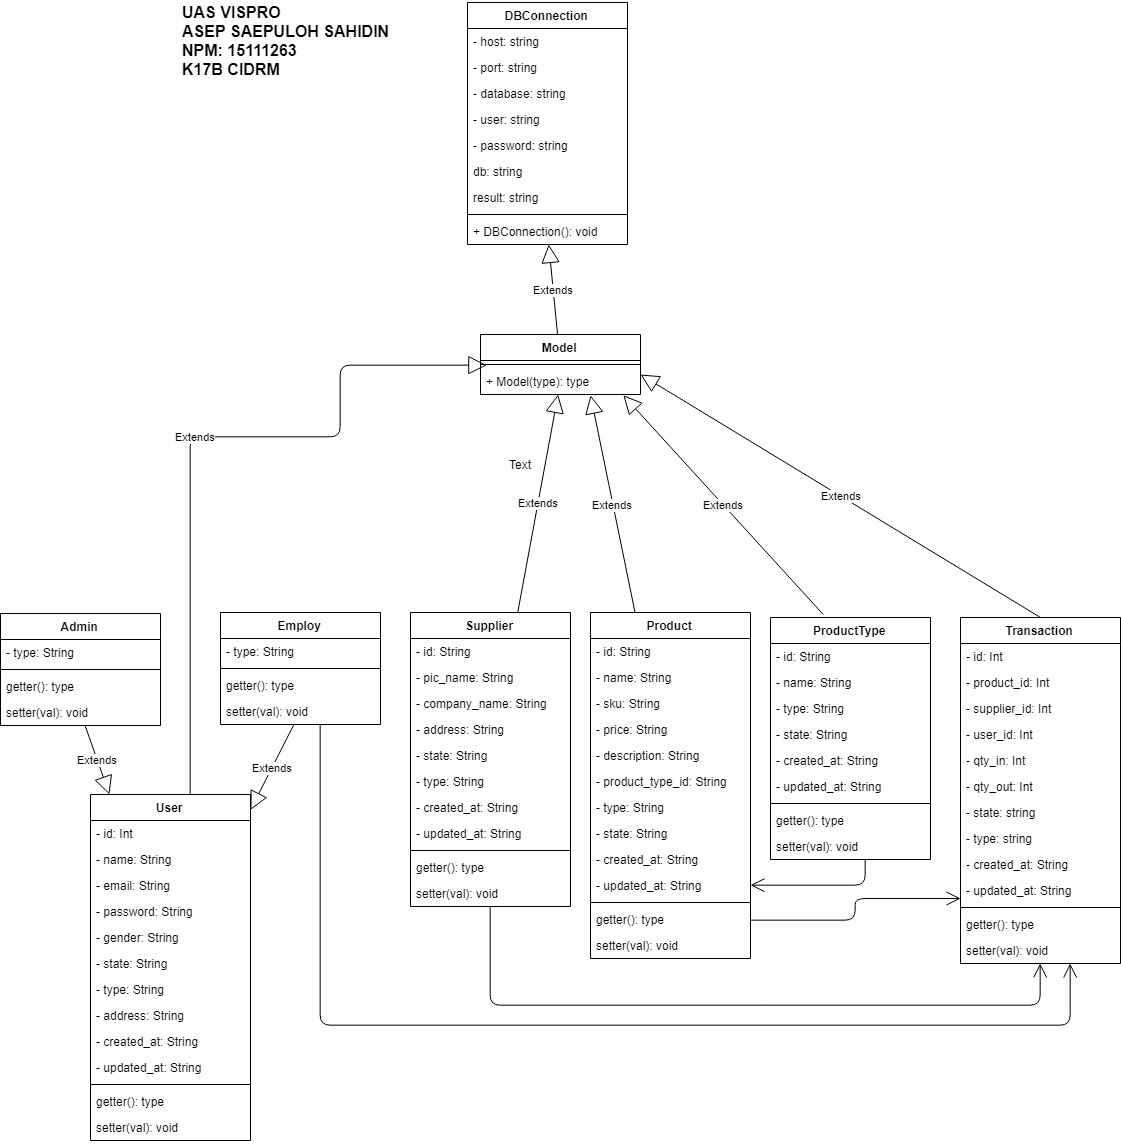 UAS VISPRO
ASEP SAEPULOH SAHIDIN
NPM: 15111263
K17B CIDRM
DBConnection
- host: string
- port: string
- database: string
- user: string
- password: string
db: string
result: string
+ DBConnection(): void
Extends
Model
+ Model(type): type
Extends
Text
Extends
Extends
Extends
Extends
Admin
- type: String
getter(): type
setter(val): void
Extends
Employ
- type: String
getter(): type
setter(val): void
Extends
User
- id: Int
- name: String
- email: String
- password: String
- gender: String
- state: String
- type: String
- address: String
- created_at: String
- updated_at: String
getter(): type
setter(val): void
Supplier
- id: String
- pic_name: String
- company_name: String
- address: String
- state: String
- type: String
- created_at: String
- updated_at: String
getter(): type
setter(val): void
Product
- id: String
- name: String
- sku: String
- price: String
- description: String
- product_type_id: String
- type: String
- state: String
- created_at: String
- updated_at: String
getter(): type
setter(val): void
ProductType
- id: String
- name: String
- type: String
- state: String
- created_at: String
- updated_at: String
getter(): type
setter(val): void
Transaction
- id: Int
- product_id: Int
- supplier_id: Int
- user_id: Int
- qty_in: Int
- qty_out: Int
- state: string
- type: string
- created_at: String
- updated_at: String
getter(): type
setter(val): void